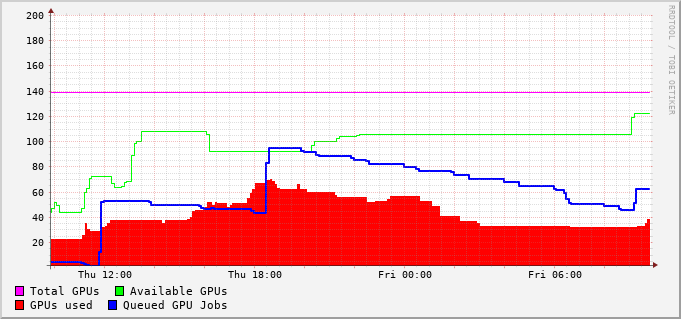 200
180
160
140
120
100
80
60
40
20
Thu 12:00 Thu 18:00 Fri 00:00 Fri 06:00
Total GPUs Available GPUs
GPUs used Queued GPU Jobs
RRDTOOL / TOBI OETIKER